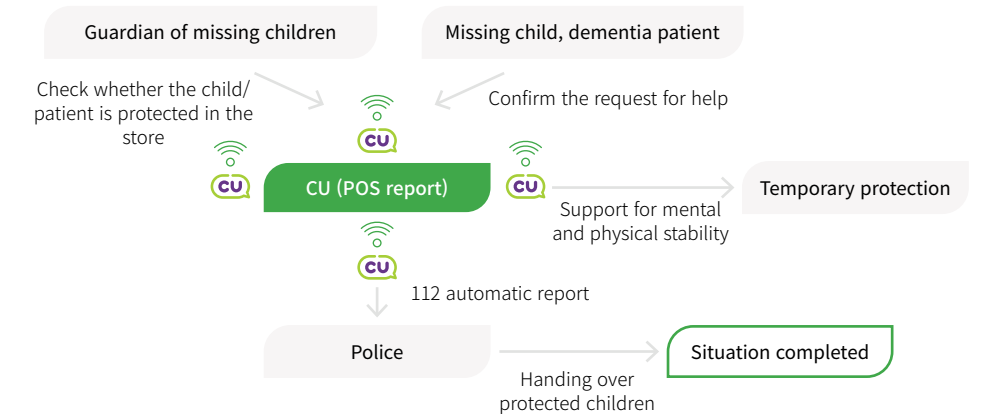 Guardian of missing children
Missing child, dementia patient
Check whether the child/
patient is protected in the
store
Confirm the request for help
CU
CU
CU (POS report)
CU
Temporary protection
Support for mental
and physical stability
CU
112 automatic report
Police
Situation completed
Handing over
protected children